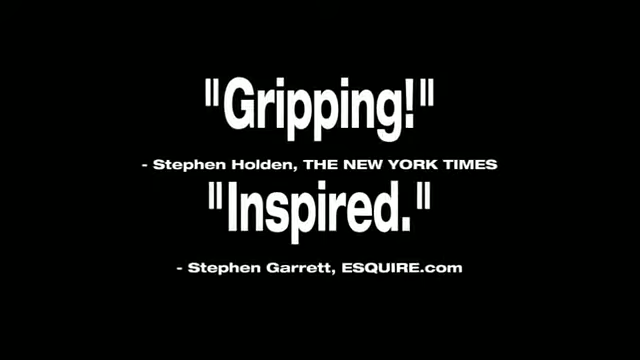 "Gripping!"
- Stephen Holden, THE NEW YORK TIMES
"Inspired."
- Stephen Garrett, ESQUIRE.com